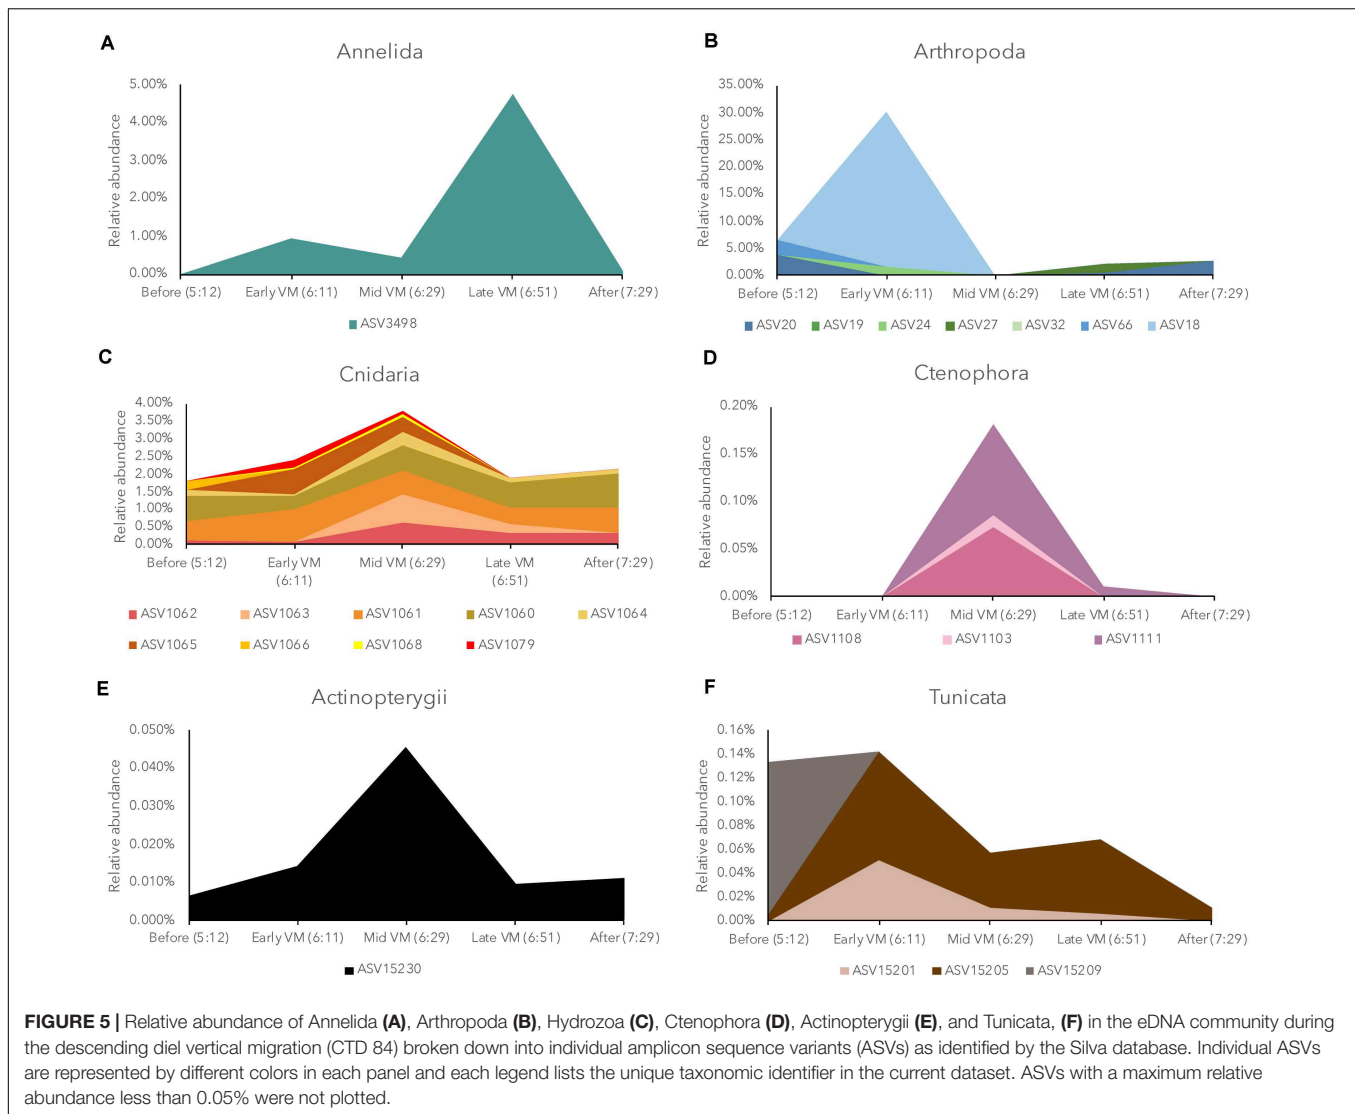 A
Annelida
5.00%
4.00%
3.00%
2.00%
1.00%
0.00%
Relative abundance
Before (5:12) Early VM (6:11) Mid VM (6:29) Late VM (6:51) After (7:29)
ASV3498
B
Arthropoda
35.00%
30.00%
25.00%
20.00%
15.00%
10.00%
5.00%
0.00%
Relative abundance
Before (5:12) Early VM (6:11) Mid VM (6:29) Late VM (6:51) After (7:29)
ASV20 ASV19 ASV24 ASV27 ASV32 ASV66 ASV18
C
Cnidaria
4.00%
3.50%
3.00%
2.50%
2.00%
1.50%
1.00%
0.50%
0.00%
Relative abundance
Before (5:12) Early VM Mid VM (6:29) Late VM After (7:29)
(6:11) (6:51)
ASV1062 ASV1063 ASV1061 ASV1060 ASV1064
ASV1065 ASV1066 ASV1068 ASV1079
D
Ctenophora
0.20%
0.15%
0.10%
0.05%
0.00%
Relative abundance
Before (5:12) Early VM (6:11) Mid VM (6:29) Late VM (6:51) After (7:29)
ASV1108 ASV1103 ASV1111
E
Actinopterygii
0.050%
0.040%
0.030%
0.020%
0.010%
0.000%
Relative abundance
Before (5:12) Early VM (6:11) Mid VM (6:29) Late VM (6:51) After (7:29)
ASV15230
F
Tunicata
0.16%
0.14%
0.12%
0.10%
0.08%
0.06%
0.04%
0.02%
0.00%
Relative abundance
Before (5:12) Early VM (6:11) Mid VM (6:29) Late VM (6:51) After (7:29)
ASV15201 ASV15205 ASV15209
FIGURE 5 | Relative abundance of Annelida (A), Arthropoda (B), Hydrozoa (C), Ctenophora (D), Actinopterygii (E), and Tunicata, (F) in the eDNA community during
the descending diel vertical migration (CTD 84) broken down into individual amplicon sequence variants (ASVs) as identified by the Silva database. Individual ASVs
are represented by different colors in each panel and each legend lists the unique taxonomic identifier in the current dataset. ASVs with a maximum relative
abundance less than 0.05% were not plotted.